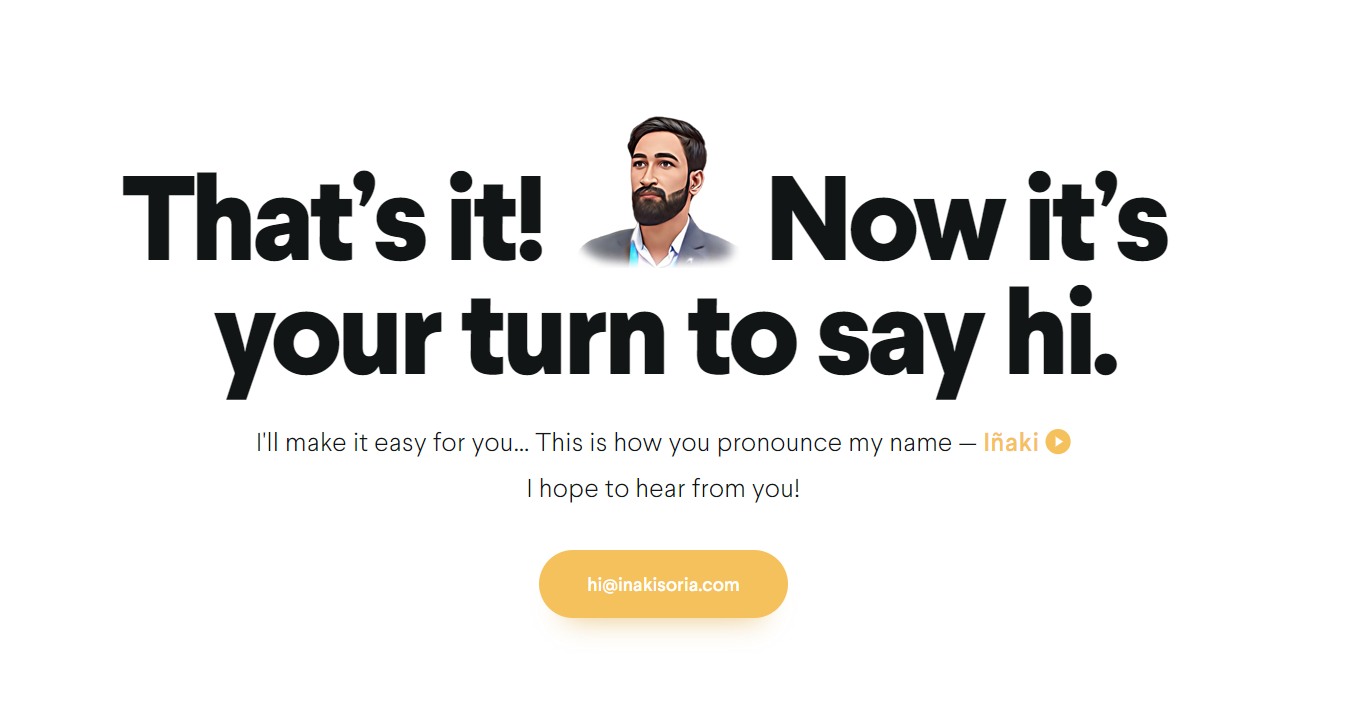 That’s it! Now it’s
your turn to say hi.
I'll make it easy for you... This is how you pronounce my name — Iñaki
I hope to hear from you!
hi@inakisoria.com